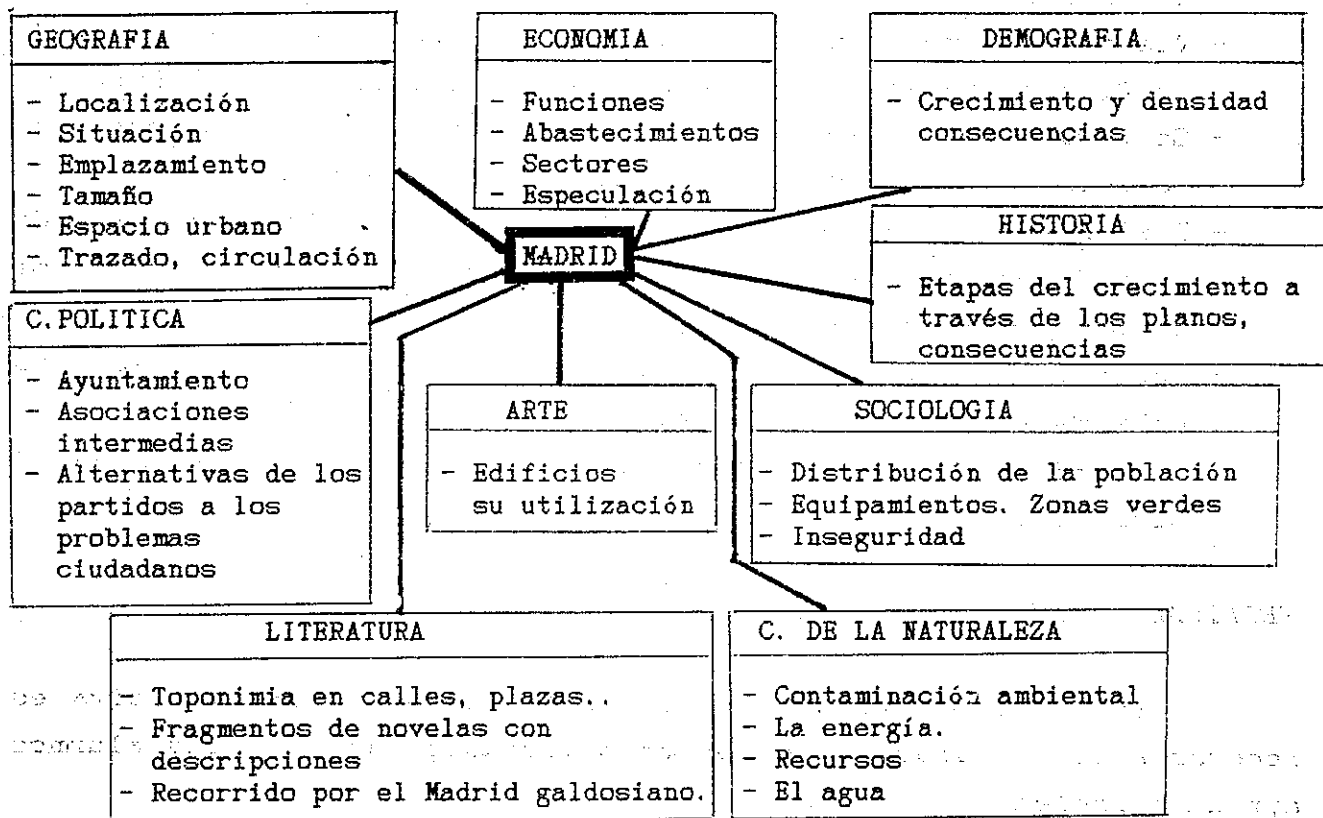 GEOGRAFIA
- Localización
- Situación
- Emplazamiento
- Tamaño
- Espacio urbano
- Trazado, circulación
ECONOMIA
- Funciones
- Abastecimientos
- Sectores
- Especulación
DEMOGRAFIA
- Crecimiento y densidad
consecuencias
MADRID
HISTORIA
- Etapas del crecimiento a
través de los planos,
consecuencias
C.POLITICA
- Ayuntamiento
- Asociaciones
intermedias
- Alternativas de los
partidos a los
problemas
ciudadanos
ARTE
- Edificios
su utilización
SOCIOLOGIA
- Distribución de la población
- Equipamientos. Zonas verdes
- Inseguridad
LITERATURA
- Toponimia en calles, plazas..
- Fragmentos de novelas con
descripciones
- Recorrido por el Madrid galdosiano.
C. DE LA NATURALEZA
- Contaminación ambiental
- La energía.
- Recursos
- El agua